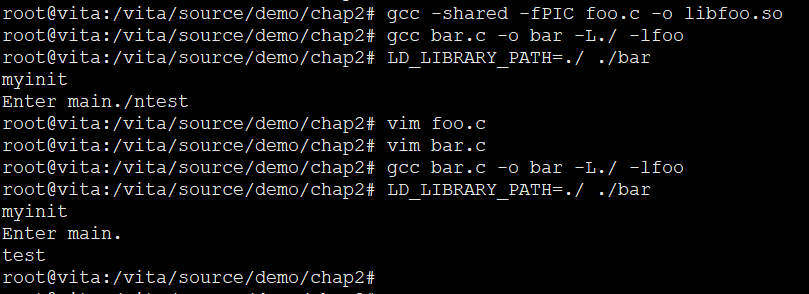 root@vita:/vita/source/demo/chap2# gcc -shared -fPIC foo.c -o libfoo.so
root@vita:/vita/source/demo/chap2# gcc bar.c -o bar -L./ -lfoo
root@vita:/vita/source/demo/chap2# LD_LIBRARY_PATH=./ ./bar
myinit
Enter main./ntest
root@vita:/vita/source/demo/chap2# vim foo.c
root@vita:/vita/source/demo/chap2# vim bar.c
root@vita:/vita/source/demo/chap2# gcc bar.c -o bar -L./ -lfoo
root@vita:/vita/source/demo/chap2# LD_LIBRARY_PATH=./ ./bar
myinit
Enter main.
test
root@vita:/vita/source/demo/chap2#